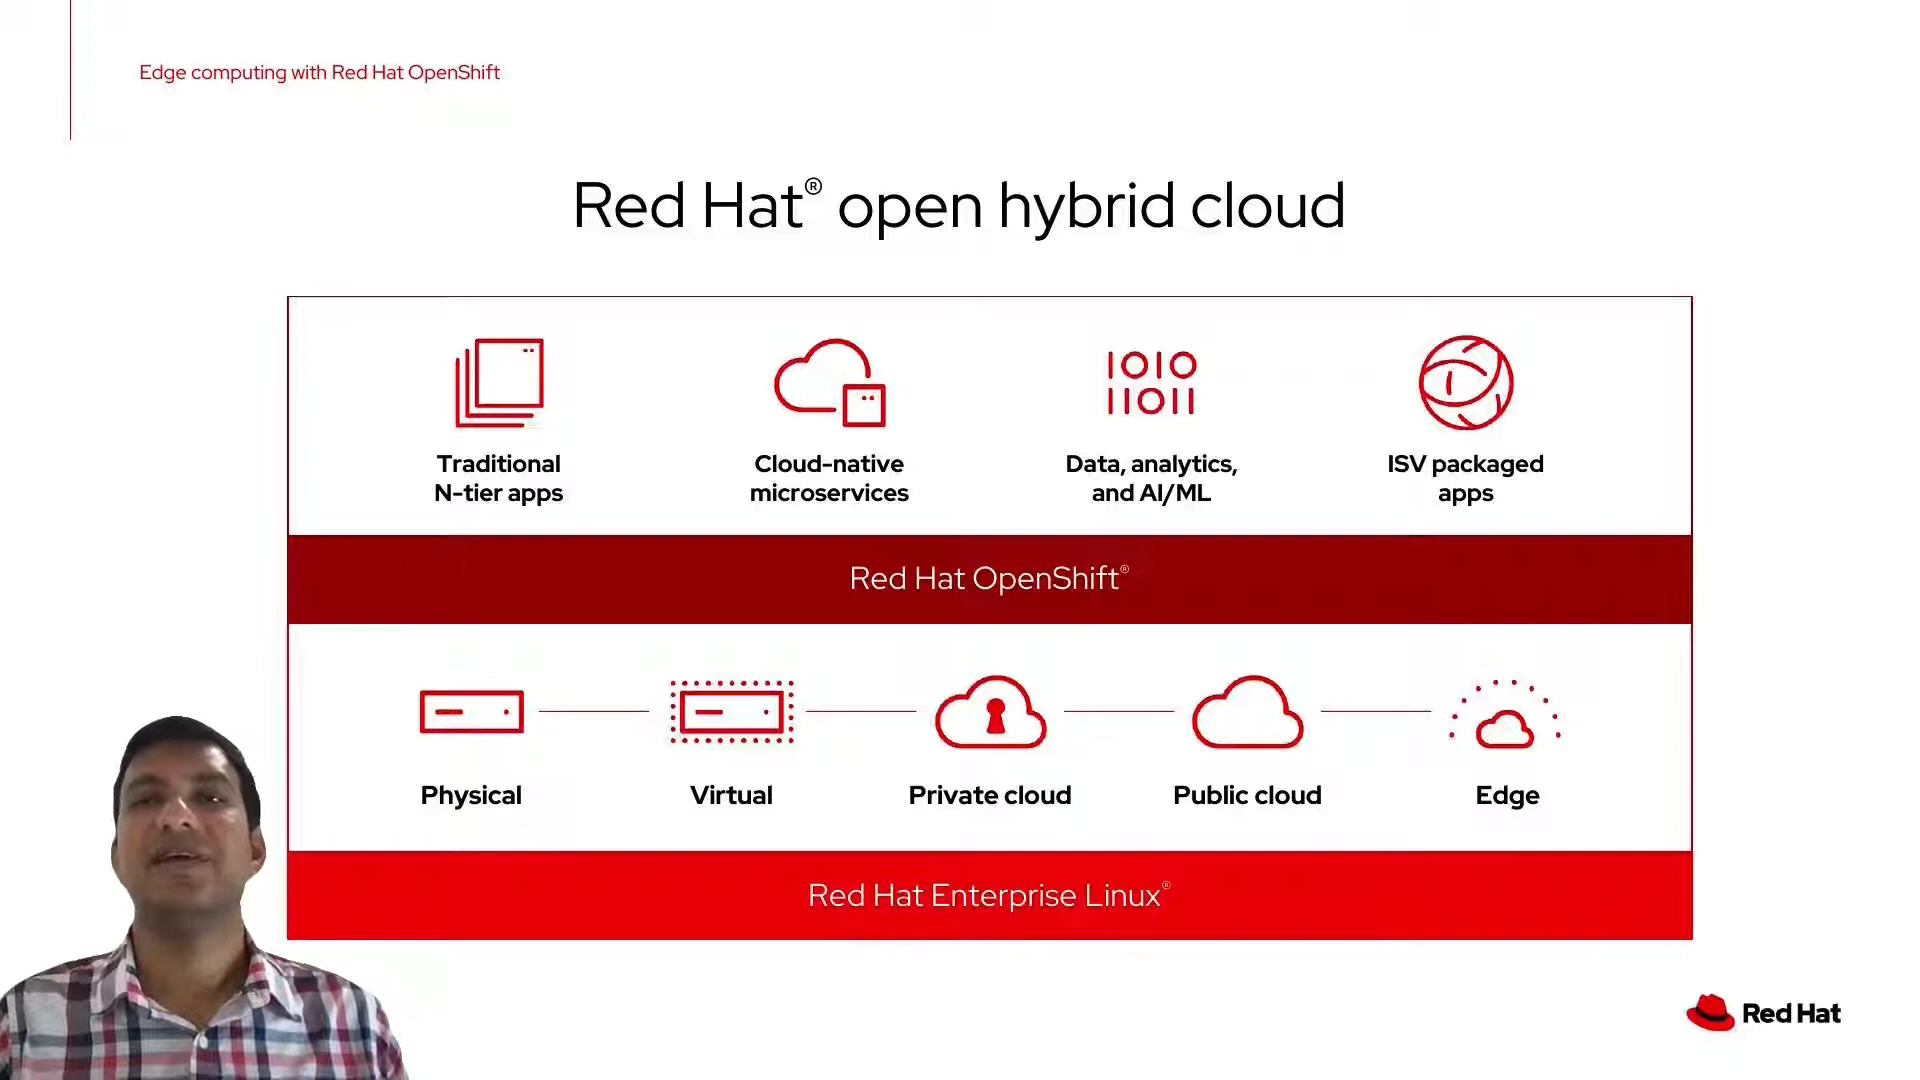 Edge computing with Red Hat OpenShift
Red Hat® open hybrid cloud
1010
11011
Traditional
N-tier apps
Cloud-native
microservices
Data, analytics,
and AI/ML
ISV packaged
apps
Red Hat OpenShift®
Physical
Virtual
Private cloud
Public cloud
Edge
Red Hat Enterprise Linux®
Red Hat